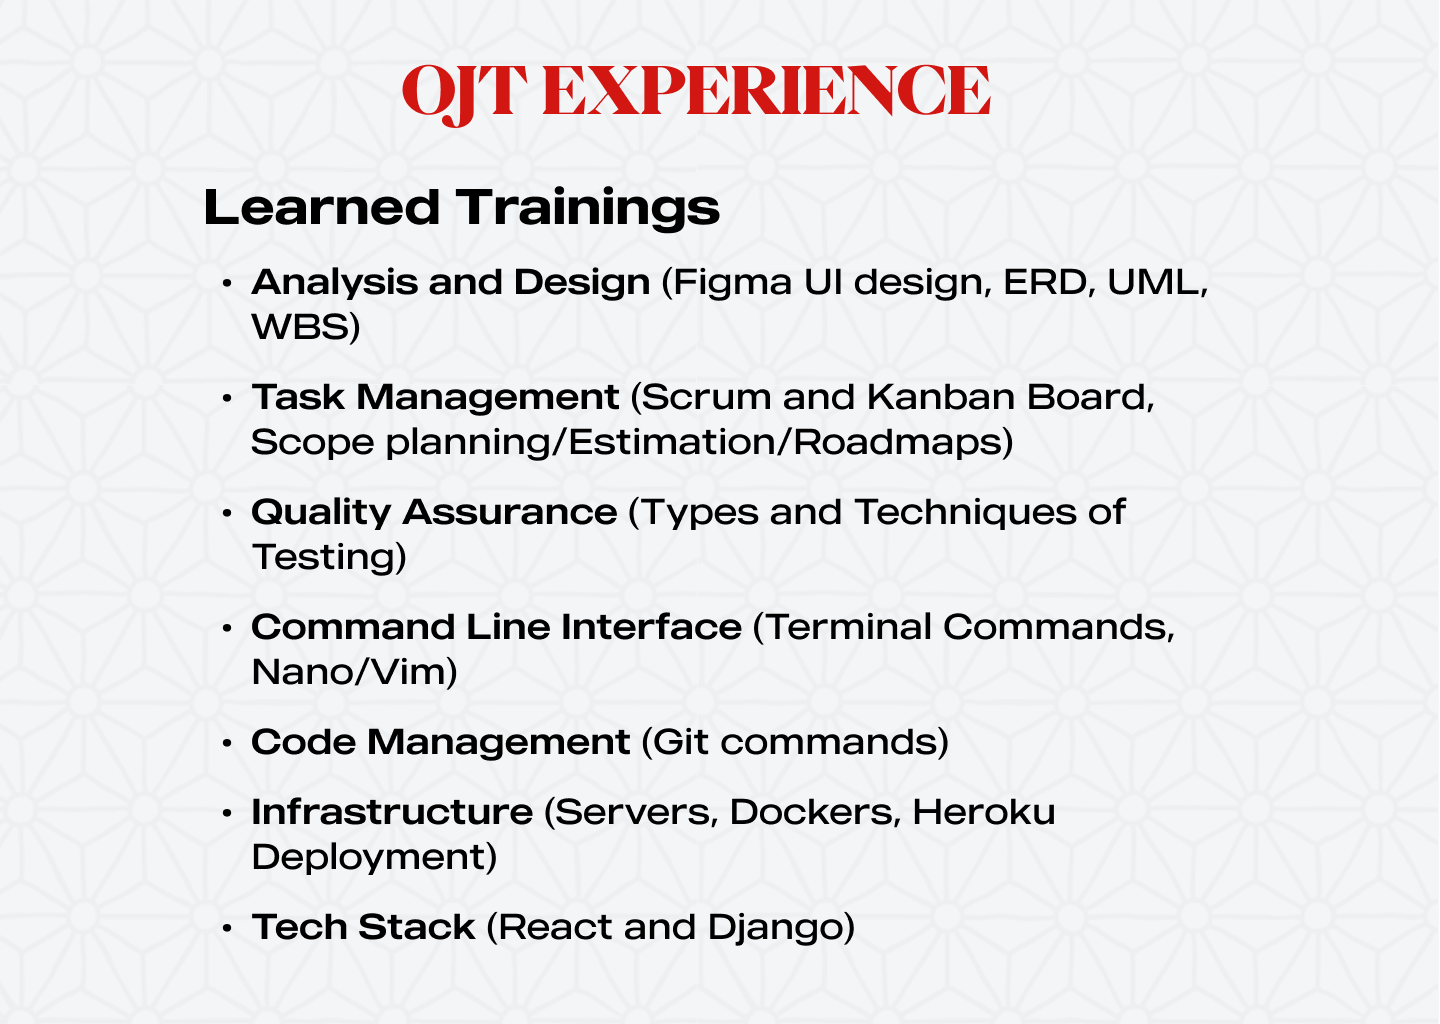 OJT EXPERIENCE
Learned Trainings
• Analysis and Design (Figma UI design, ERD, UML,
WBS)
• Task Management (Scrum and Kanban Board,
Scope planning/Estimation/Roadmaps)
• Quality Assurance (Types and Techniques of
Testing)
• Command Line Interface (Terminal Commands,
Nano/Vim)
• Code Management (Git commands)
• Infrastructure (Servers, Dockers, Heroku
Deployment)
• Tech Stack (React and Django)